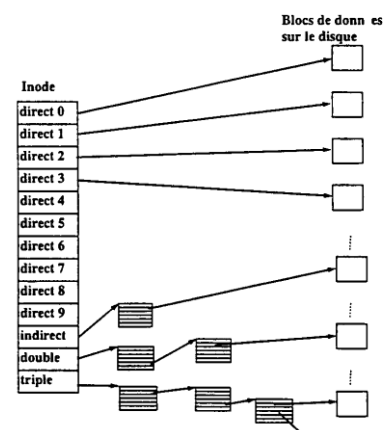 Blocs de donn es
sur le disque
Inode
direct 0
direct 1
direct 2
direct 3
direct 4
direct 5
direct 6
direct 7
direct 8
direct 9
indirect
double
triple